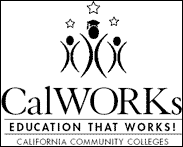 CalWORKs
EDUCATION THAT WORKS!
CALIFORNIA COMMUNITY COLLEGES